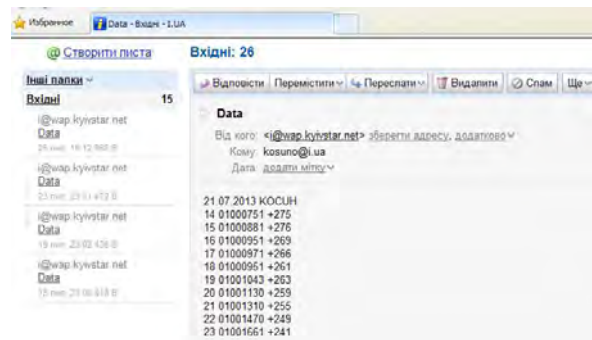 Избранное
Data - Вхідні - I.UA
@ Створити листа
Вхідні: 26
Інші папки
Відповісти Перемістити Переслати Видалити Спам Ще
Вхідні 15
Data
i@wap.kyivstar.net
Data
Від кого: <i@wap.kyivstar.net> зберегти адресу, додатково
Кому: kosuno@i.ua
Дата: додати мітку
i@wap.kyivstar.net
Data
i@wap.kyivstar.net
Data
i@wap.kyivstar.net
Data
21.07.2013 KOCUH
14 01000751 +275
15 01000881 +276
16 01000951 +269
17 01000971 +266
18 01000951 +261
19 01001043 +263
20 01001130 +259
21 01001310 +255
22 01001470 +249
23 01001661 +241